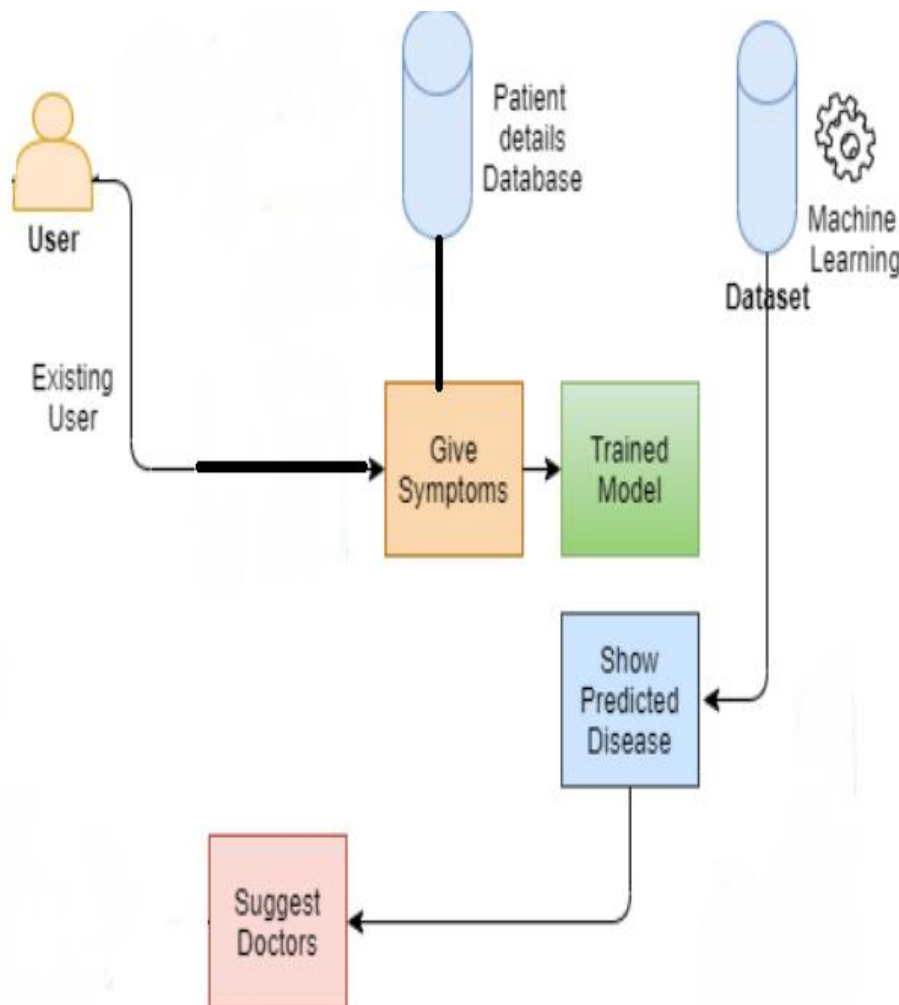 Patient
details
Database
User
Machine
Learning
Dataset
Existing
User
Give
Symptoms
Trained
Model
Show
Predicted
Disease
Suggest
Doctors